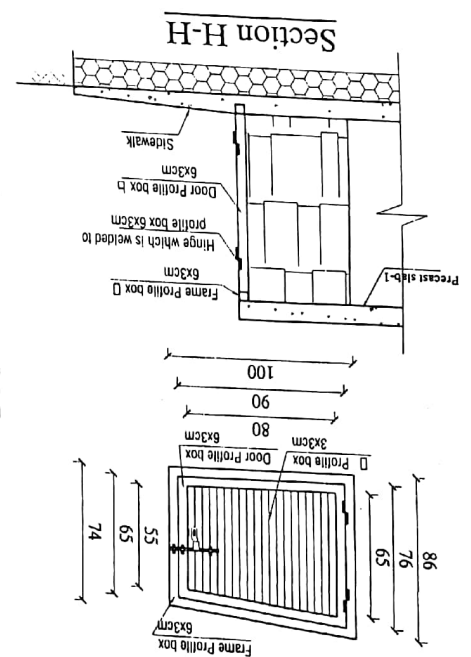 Frame Profile box
6x3cm
86
76
65
55
65
74
▯ Profile box
3x3cm
Door Profile box
6x3cm
80
90
100
Precast slab-1
Frame Profile box ▯
6x3cm
Hinge which is welded to
profile box 6x3cm
Door Profile box h
6x3cm
Sidewalk
Section H-H